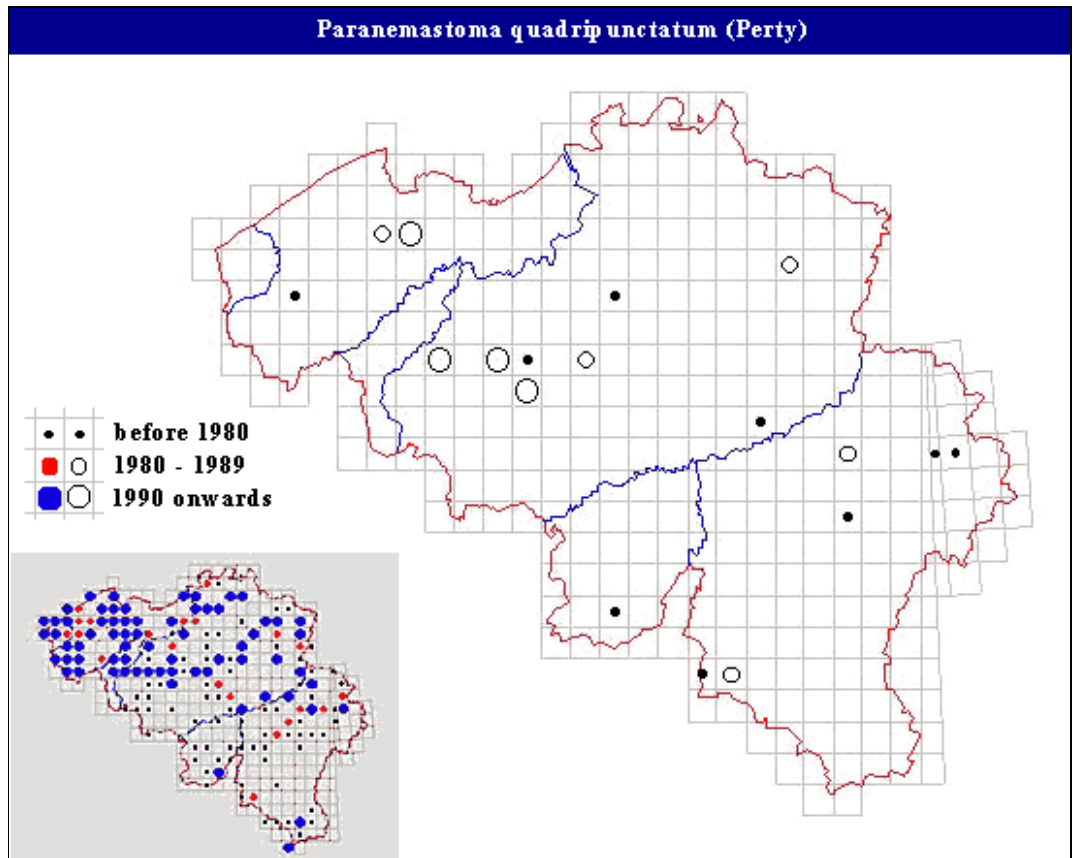 Paranemastoma quadripunctatum (Perty)
before 1980
1980 - 1989
1990 onwards